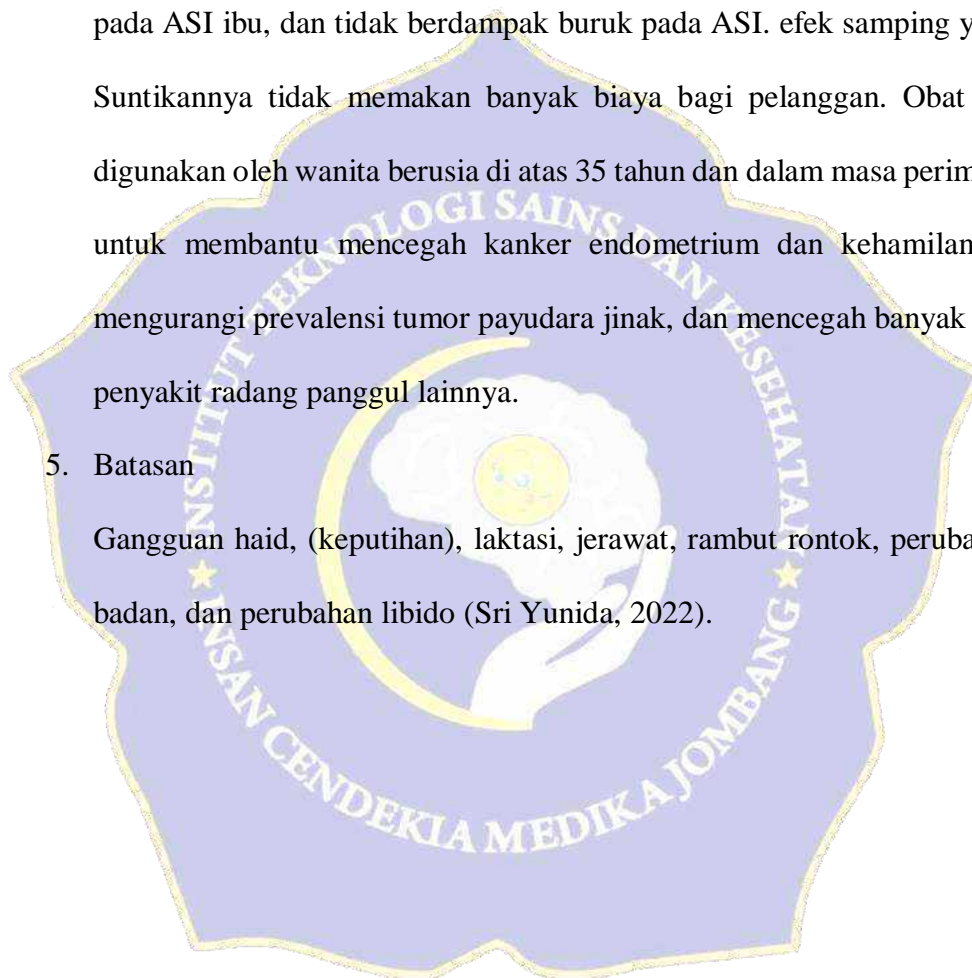 pada ASI ibu, dan tidak berdampak buruk pada ASI. efek samping y
Suntikannya tidak memakan banyak biaya bagi pelanggan. Obat
digunakan oleh wanita berusia di atas 35 tahun dan dalam masa perim
untuk membantu mencegah kanker endometrium dan kehamilan
mengurangi prevalensi tumor payudara jinak, dan mencegah banyak
penyakit radang panggul lainnya.
5. Batasan
Gangguan haid, (keputihan), laktasi, jerawat, rambut rontok, peruba
badan, dan perubahan libido (Sri Yunida, 2022).
INSTITUT TEKNOLOGI SAINS DAN KESEHATAN
INSAN CENDEKIA MEDIKA JOMBANG